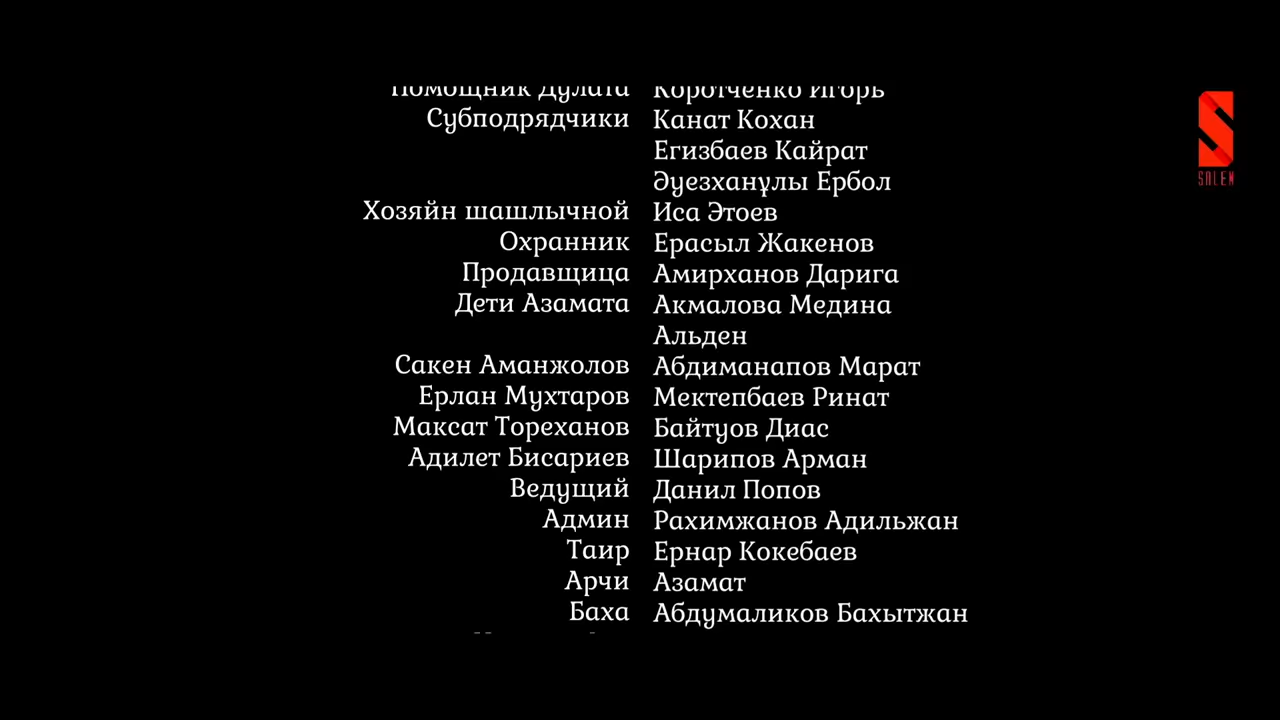 Помощник Дулата Коротченко Игорь
Субподрядчики Канат Кохан
Егизбаев Кайрат
Әуезханұлы Ербол
Хозяйн шашлычной Иса Этоев
Охранник Ерасыл Жакенов
Продавщица Амирханов Дарига
Дети Азамата Акмалова Медина
Альден
Сакен Аманжолов Абдиманапов Марат
Ерлан Мухтаров Мектепбаев Ринат
Максат Тореханов Байтуов Диас
Адилет Бисариев Шарипов Арман
Ведущий Данил Попов
Админ Рахимжанов Адильжан
Таир Ернар Кокебаев
Арчи Азамат
Баха Абдумаликов Бахытжан
SALEM